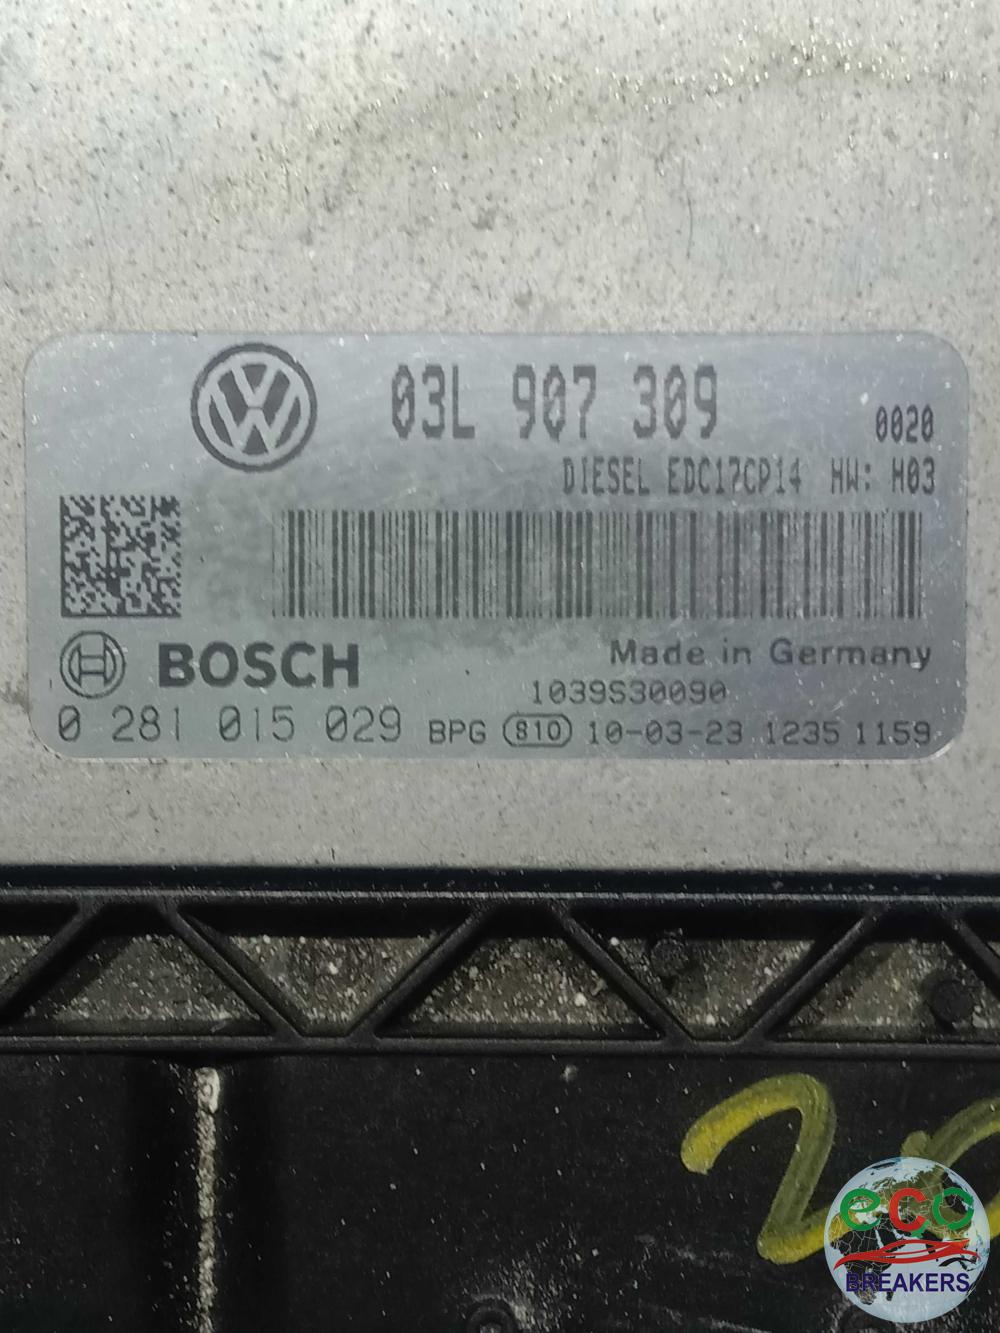 03L 907 309
0020
DIESEL EDC17CP14 HW: H03
BOSCH
Made in Germany
1039S30090
0 281 015 029 BPG 810 10-03-23 1235 1159
eco
BREAKERS